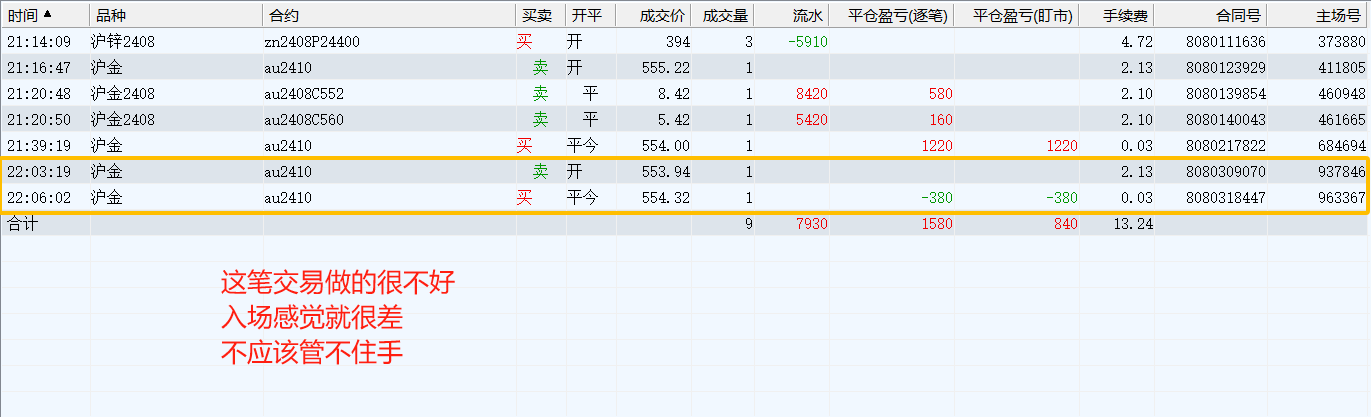 时间▲ 品种 合约 买卖 开平 成交价 成交量 流水 平仓盈亏(逐笔) 平仓盈亏(盯市) 手续费 合同号 主场号
21:14:09 沪锌2408 zn2408P24400 买 开 394 3 -5910 4.72 8080111636 373880
21:16:47 沪金 au2410 卖 开 555.22 1 2.13 8080123929 411805
21:20:48 沪金2408 au2408C552 卖 平 8.42 1 8420 580 2.10 8080139854 460948
21:20:50 沪金2408 au2408C560 卖 平 5.42 1 5420 160 2.10 8080140043 461665
21:39:19 沪金 au2410 买 平今 554.00 1 1220 1220 0.03 8080217822 684694
22:03:19 沪金 au2410 卖 开 553.94 1 2.13 8080309070 937846
22:06:02 沪金 au2410 买 平今 554.32 1 -380 -380 0.03 8080318447 963367
合计 9 7930 1580 840 13.24
这笔交易做的很不好
入场感觉就很差
不应该管不住手